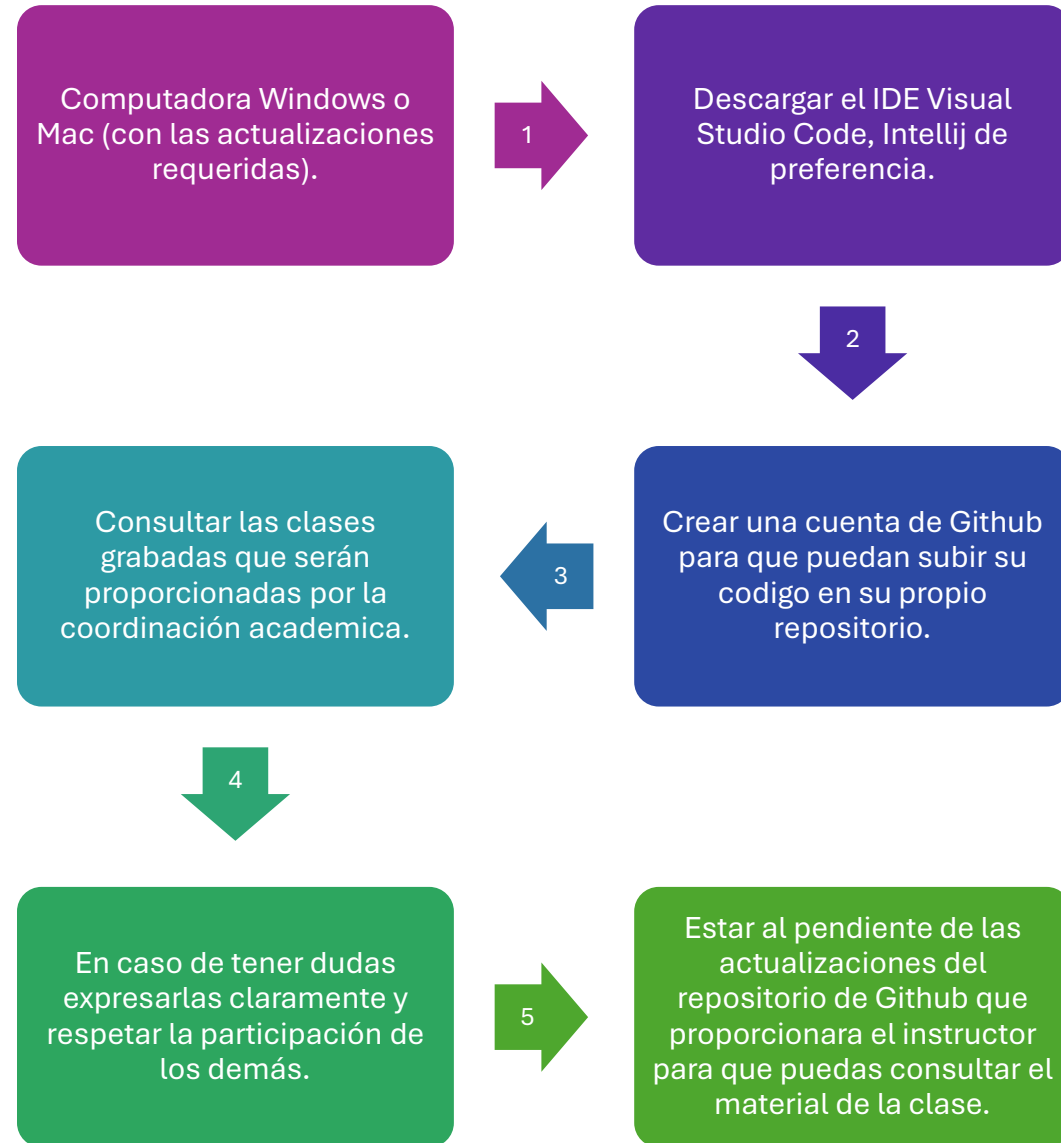 Computadora Windows o
Mac (con las actualizaciones
requeridas).
1
Descargar el IDE Visual
Studio Code, Intellij de
preferencia.
2
Crear una cuenta de Github
para que puedan subir su
codigo en su propio
repositorio.
3
Consultar las clases
grabadas que serán
proporcionadas por la
coordinación academica.
4
En caso de tener dudas
expresarlas claramente y
respetar la participación de
los demás.
5
Estar al pendiente de las
actualizaciones del
repositorio de Github que
proporcionara el instructor
para que puedas consultar el
material de la clase.